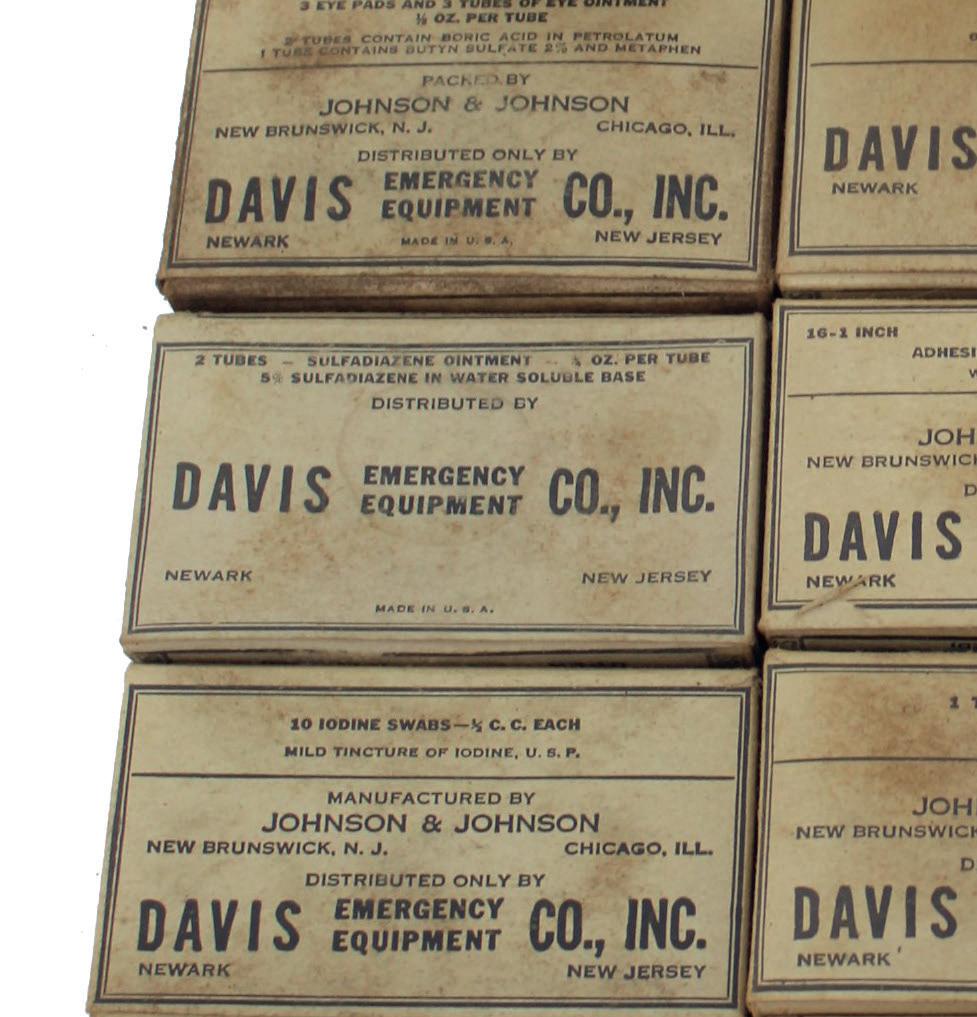 3 EYE PADS AND 3 TUBES OF EYE OINTMENT
⅛ OZ. PER TUBE
2 TUBES CONTAIN BORIC ACID IN PETROLATUM
1 TUBE CONTAINS BUTYN SULFATE 2% AND METAPHEN
PACKED BY
JOHNSON & JOHNSON
NEW BRUNSWICK, N. J. CHICAGO, ILL.
DISTRIBUTED ONLY BY
DAVIS EMERGENCY EQUIPMENT CO., INC.
NEWARK MADE IN U. S. A. NEW JERSEY
2 TUBES — SULFADIAZENE OINTMENT — OZ. PER TUBE
5% SULFADIAZENE IN WATER SOLUBLE BASE
DISTRIBUTED BY
DAVIS EMERGENCY EQUIPMENT CO., INC.
NEWARK NEW JERSEY
MADE IN U. S. A.
10 IODINE SWABS—½ C. C. EACH
MILD TINCTURE OF IODINE, U. S. P.
MANUFACTURED BY
JOHNSON & JOHNSON
NEW BRUNSWICK, N. J. CHICAGO, ILL.
DISTRIBUTED ONLY BY
DAVIS EMERGENCY EQUIPMENT CO., INC.
NEWARK NEW JERSEY
DAVIS
NEWARK
16-1 INCH
ADHESI
W
JOH
NEW BRUNSWICK
D
DAVIS
NEWARK
1 T
JOH
NEW BRUNSWICK
D
DAVIS
NEWARK